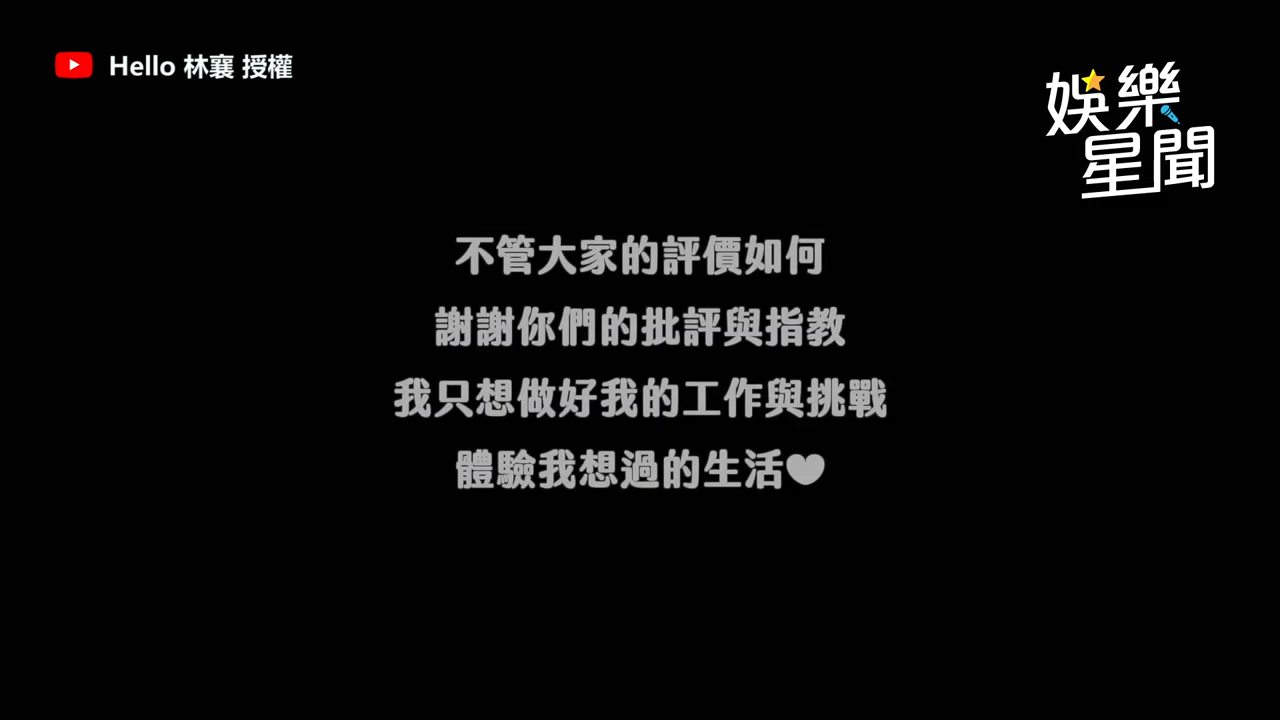 Hello 林襄 授權
娛樂
星聞
不管大家的評價如何
謝謝你們的批評與指教
我只想做好我的工作與挑戰
體驗我想過的生活♥